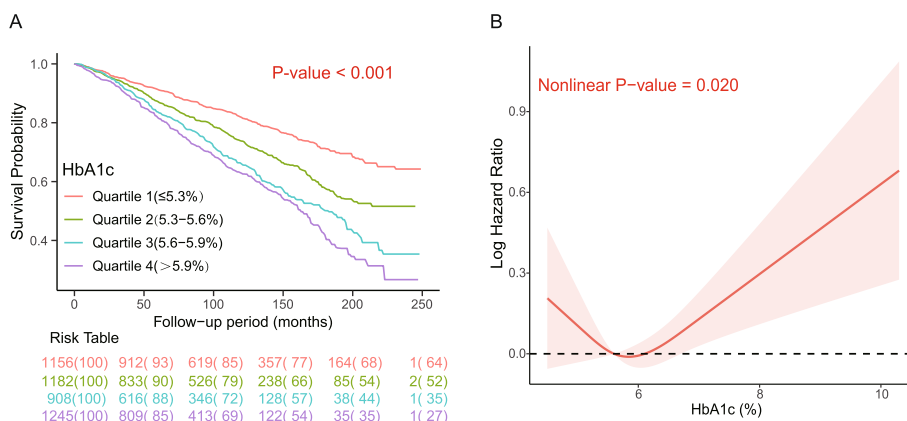 A
P-value < 0.001
Survival Probability
1.0
0.8
0.6
0.4
HbA1c
Quartile 1(≤5.3%)
Quartile 2(5.3−5.6%)
Quartile 3(5.6−5.9%)
Quartile 4(＞5.9%)
0 50 100 150 200 250
Follow−up period (months)
Risk Table
1156(100) 912( 93) 619( 85) 357( 77) 164( 68) 1( 64)
1182(100) 833( 90) 526( 79) 238( 66) 85( 54) 2( 52)
908(100) 616( 88) 346( 72) 128( 57) 38( 44) 1( 35)
1245(100) 809( 85) 413( 69) 122( 54) 35( 35) 1( 27)
B
Nonlinear P−value = 0.020
Log Hazard Ratio
0.9
0.6
0.3
0.0
6 8 10
HbA1c (%)